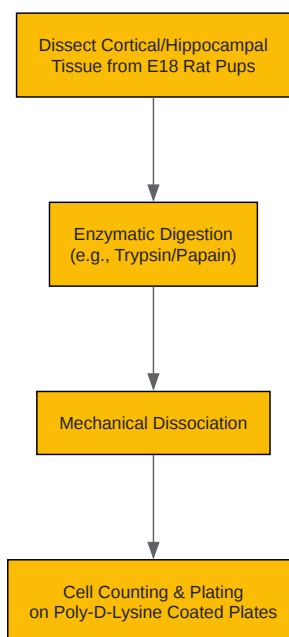 Dissect Cortical/Hippocampal
Tissue from E18 Rat Pups
Enzymatic Digestion
(e.g., Trypsin/Papain)
Mechanical Dissociation
Cell Counting & Plating
on Poly-D-Lysine Coated Plates